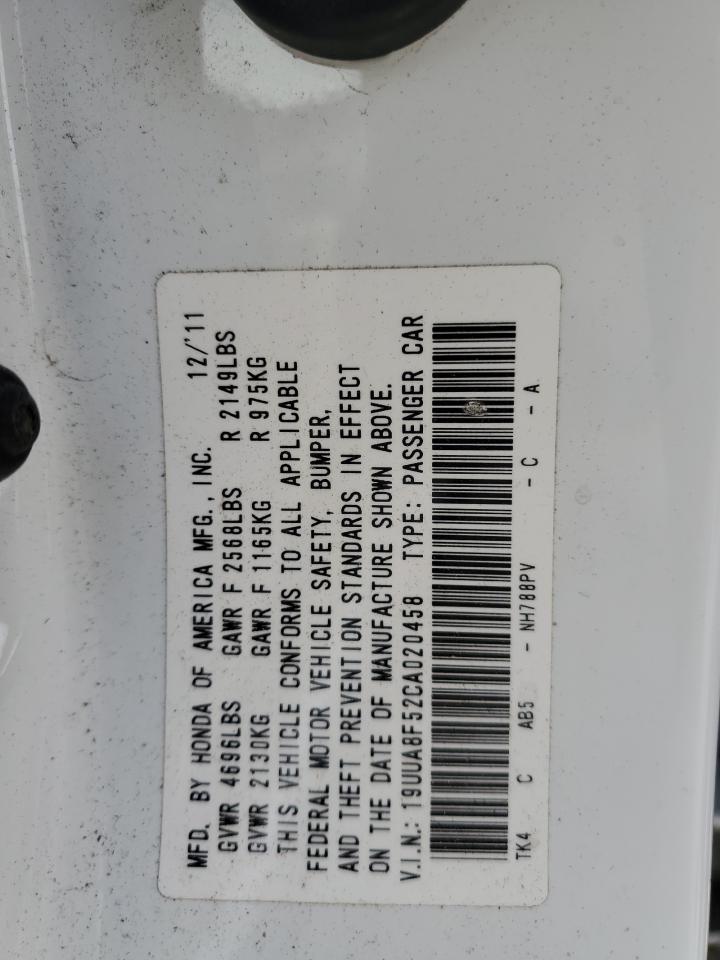 MFD. BY HONDA OF AMERICA MFG., INC. 12/'11
GVWR 4696LBS GAWR F 2568LBS R 2149LBS
GVWR 2130KG GAWR F 1165KG R 975KG
THIS VEHICLE CONFORMS TO ALL APPLICABLE
FEDERAL MOTOR VEHICLE SAFETY, BUMPER,
AND THEFT PREVENTION STANDARDS IN EFFECT
ON THE DATE OF MANUFACTURE SHOWN ABOVE.
V.I.N.: 19UUA8F52CA020458 TYPE: PASSENGER CAR
TK4 C AB5 - NH788PV - C - A